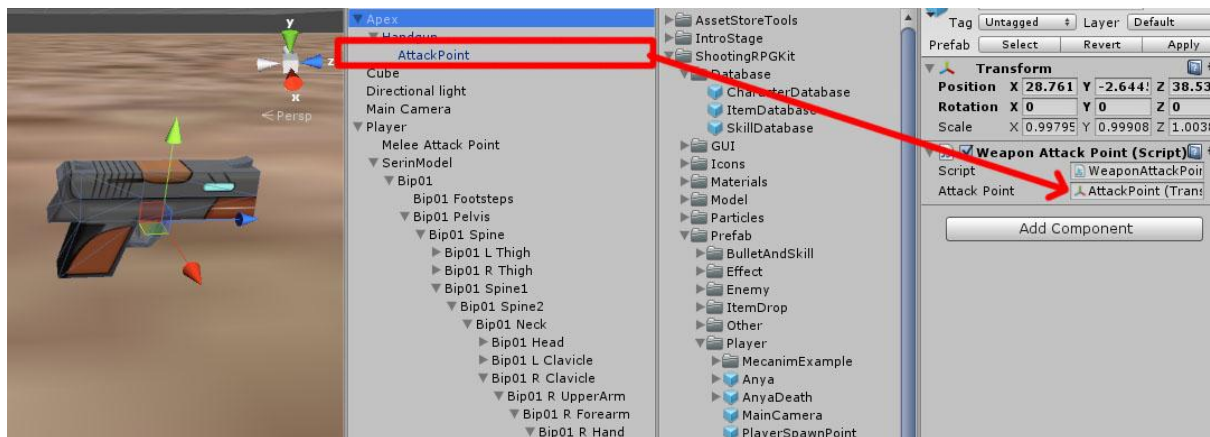 y
z
x
Persp
Apex
Handgun
AttackPoint
Cube
Directional light
Main Camera
Player
Melee Attack Point
SerinModel
Bip01
Bip01 Footsteps
Bip01 Pelvis
Bip01 Spine
Bip01 L Thigh
Bip01 R Thigh
Bip01 Spine1
Bip01 Spine2
Bip01 Neck
Bip01 Head
Bip01 L Clavicle
Bip01 R Clavicle
Bip01 R UpperArm
Bip01 R Forearm
Bip01 R Hand
AssetStoreTools
IntroStage
ShootingRPGKit
Database
CharacterDatabase
ItemDatabase
SkillDatabase
GUI
Icons
Materials
Model
Particles
Prefab
BulletAndSkill
Effect
Enemy
ItemDrop
Other
Player
MecanimExample
Anya
AnyaDeath
MainCamera
PlayerSpawnPoint
Tag Untagged Layer Default
Prefab Select Revert Apply
Transform
Position X 28.761 Y -2.644 Z 38.53
Rotation X 0 Y 0 Z 0
Scale X 0.99795 Y 0.99908 Z 1.0038
Weapon Attack Point (Script)
Script WeaponAttackPoin
Attack Point AttackPoint (Trans
Add Component